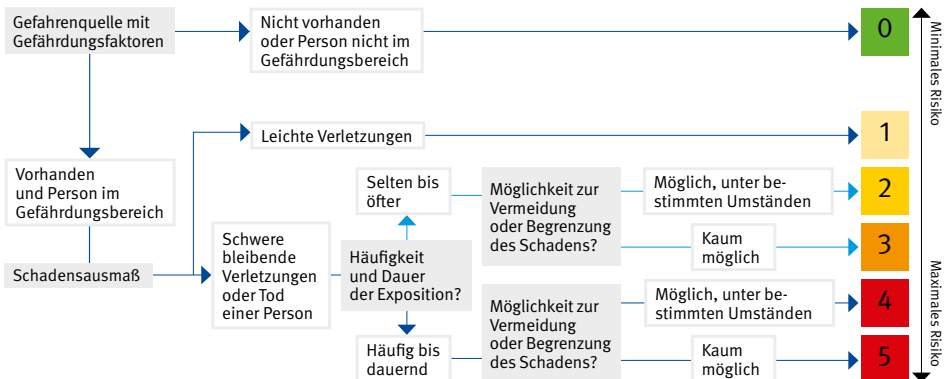 Gefahrenquelle mit
Gefährdungsfaktoren
Nicht vorhanden
oder Person nicht im
Gefährdungsbereich
0
Minimales Risiko
Leichte Verletzungen
1
Vorhanden
und Person im
Gefährdungsbereich
Selten bis
öfter
Möglichkeit zur
Vermeidung
oder Begrenzung
des Schadens?
Möglich, unter be-
stimmten Umständen
2
Kaum
möglich
3
Schadensausmaß
Schwere
bleibende
Verletzungen
oder Tod
einer Person
Häufigkeit
und Dauer
der Exposition?
Häufig bis
dauernd
Möglichkeit zur
Vermeidung
oder Begrenzung
des Schadens?
Möglich, unter be-
stimmten Umständen
4
Kaum
möglich
5
Maximales Risiko